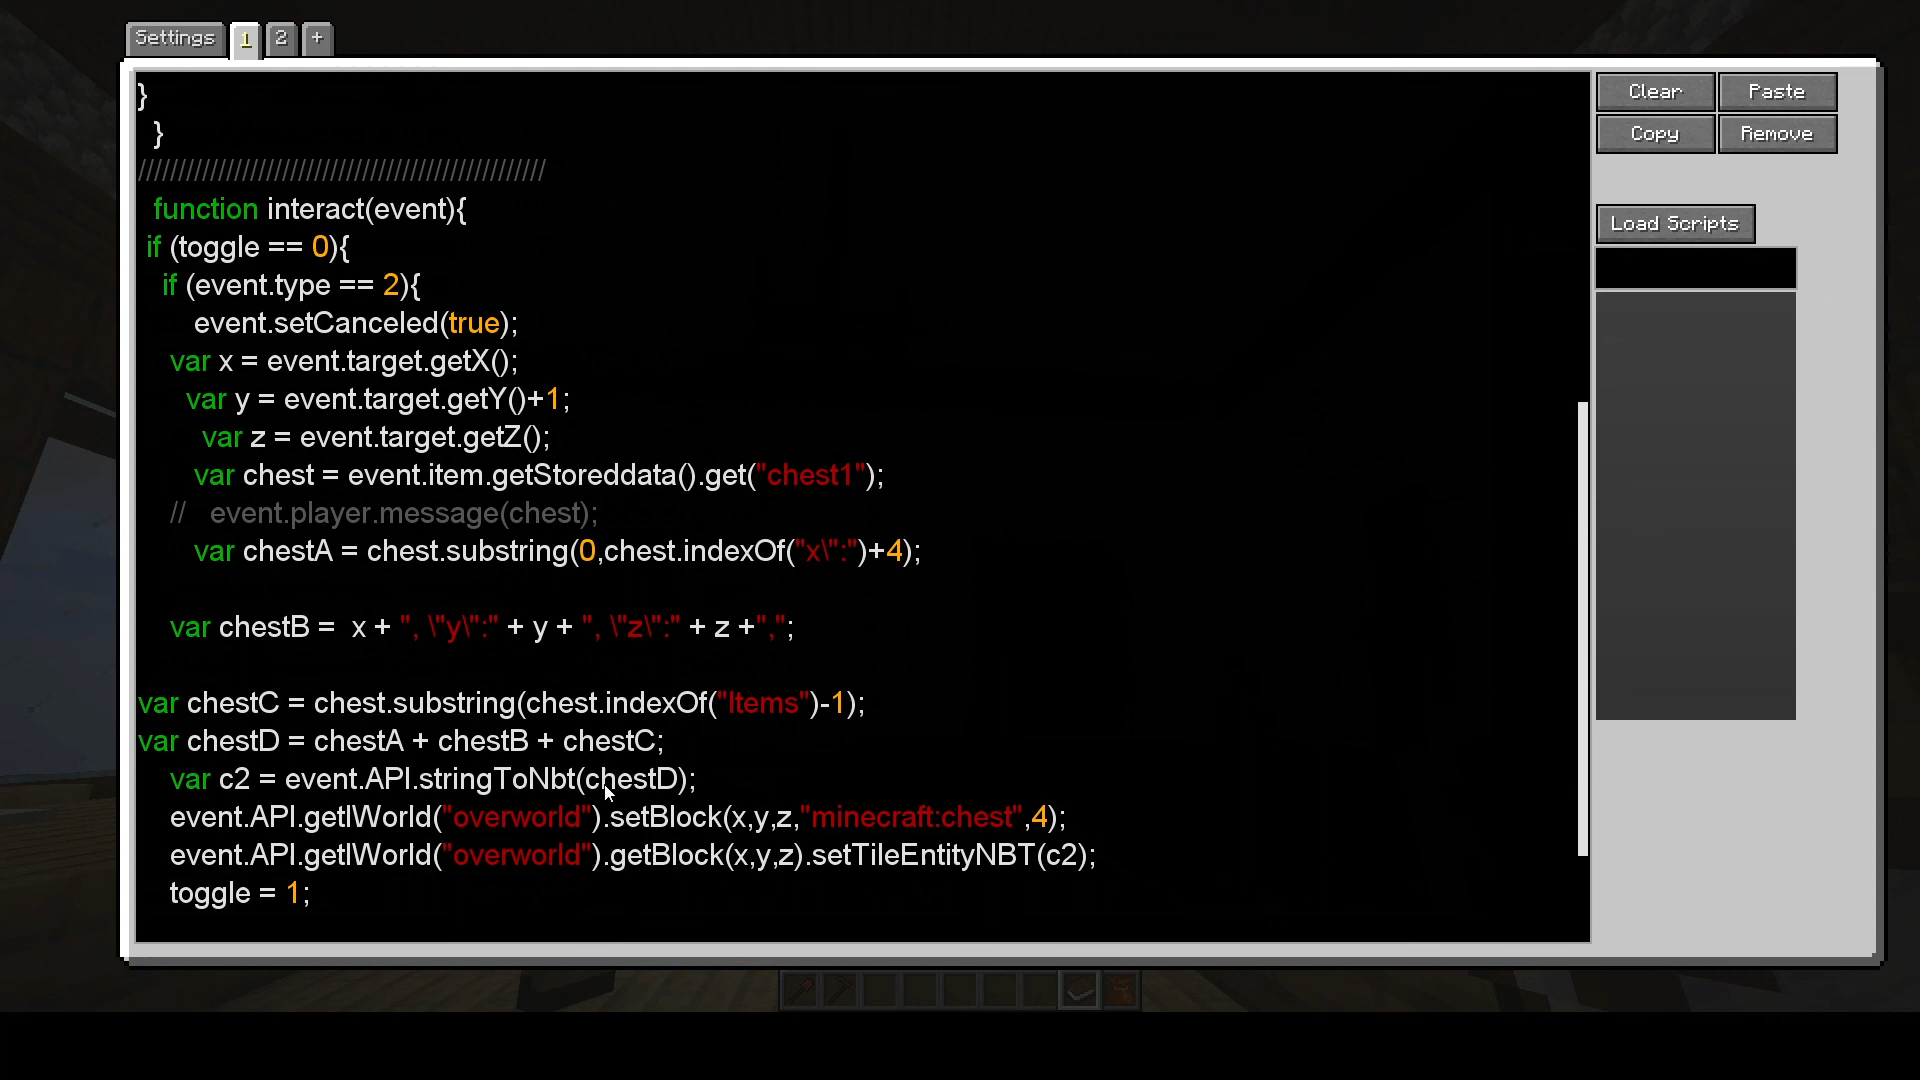 Settings 1 2 +
Clear Paste
Copy Remove
Load Scripts
}
}
///////////////////////////////////////////////////
function interact(event){
if (toggle == 0){
if (event.type == 2){
event.setCanceled(true);
var x = event.target.getX();
var y = event.target.getY()+1;
var z = event.target.getZ();
var chest = event.item.getStoreddata().get("chest1");
// event.player.message(chest);
var chestA = chest.substring(0,chest.indexOf("x\":")+4);
var chestB = x + ", \"y\":" + y + ", \"z\":" + z +",";
var chestC = chest.substring(chest.indexOf("Items")-1);
var chestD = chestA + chestB + chestC;
var c2 = event.API.stringToNbt(chestD);
event.API.getIWorld("overworld").setBlock(x,y,z,"minecraft:chest",4);
event.API.getIWorld("overworld").getBlock(x,y,z).setTileEntityNBT(c2);
toggle = 1;